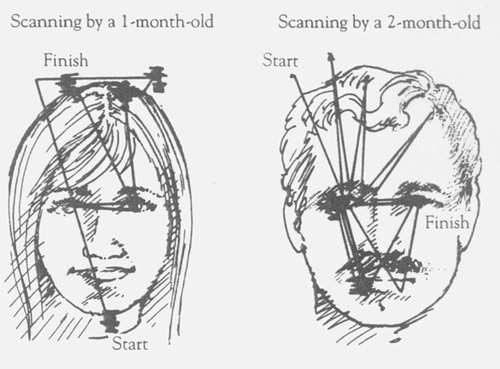 Scanning by a 1-month-old
Scanning by a 2-month-old
Finish
Start
Start
Finish